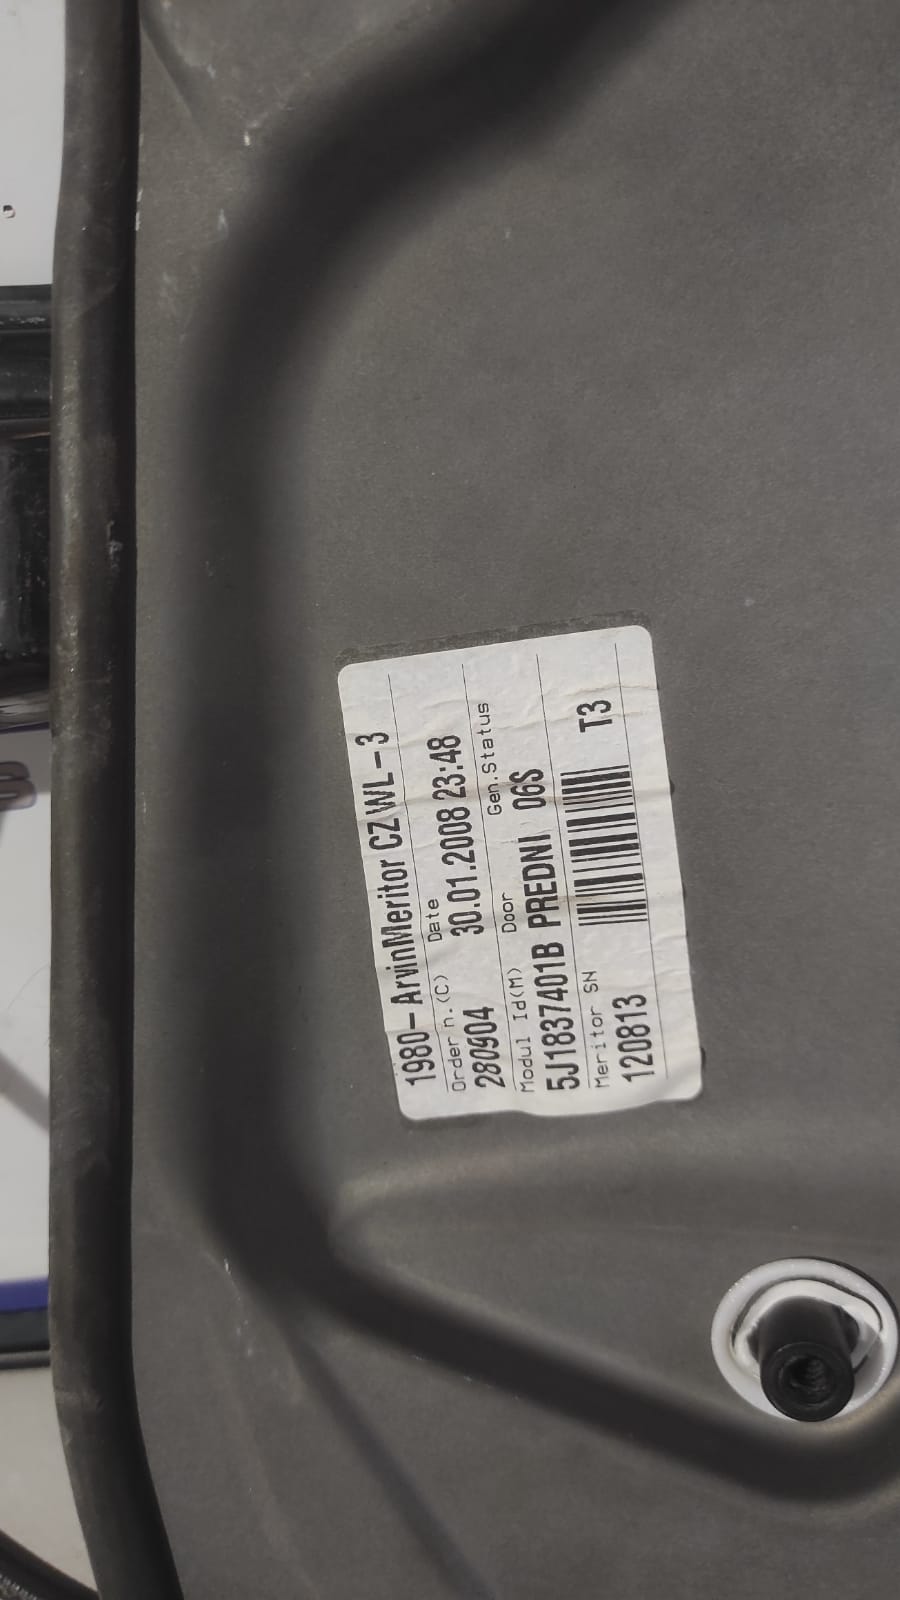 1980-ArvinMeritor CZ WL-3
Order n.(C) Date
280904 30.01.2008 23:48
Modul Id(M) Door Gen.Status
5J1837401B PREDNI 06S
Meritor SN
120813 T3